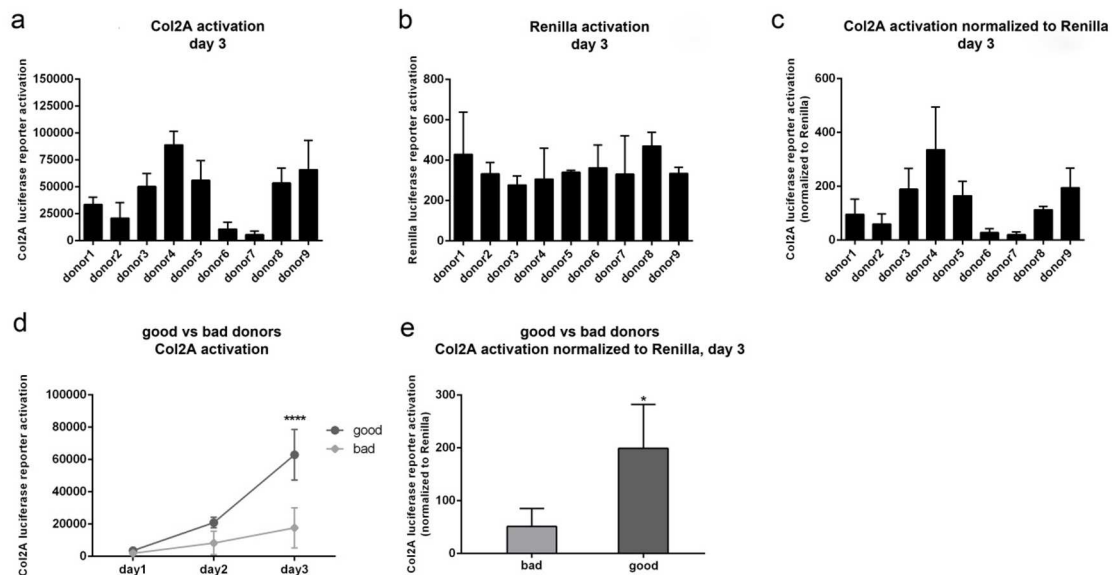 a
Col2A activation
day 3
Col2A luciferase reporter activation
150000
125000
100000
75000
50000
25000
0
donor1
donor2
donor3
donor4
donor5
donor6
donor7
donor8
donor9
b
Renilla activation
day 3
Renilla luciferase reporter activation
800
600
400
200
0
donor1
donor2
donor3
donor4
donor5
donor6
donor7
donor8
donor9
c
Col2A activation normalized to Renilla
day 3
Col2A luciferase reporter activation
(normalized to Renilla)
600
400
200
0
donor1
donor2
donor3
donor4
donor5
donor6
donor7
donor8
donor9
d
good vs bad donors
Col2A activation
Col2A luciferase reporter activation
100000
80000
60000
40000
20000
0
****
good
bad
day1
day2
day3
e
good vs bad donors
Col2A activation normalized to Renilla, day 3
Col2A luciferase reporter activation
(normalized to Renilla)
300
200
100
0
*
bad
good